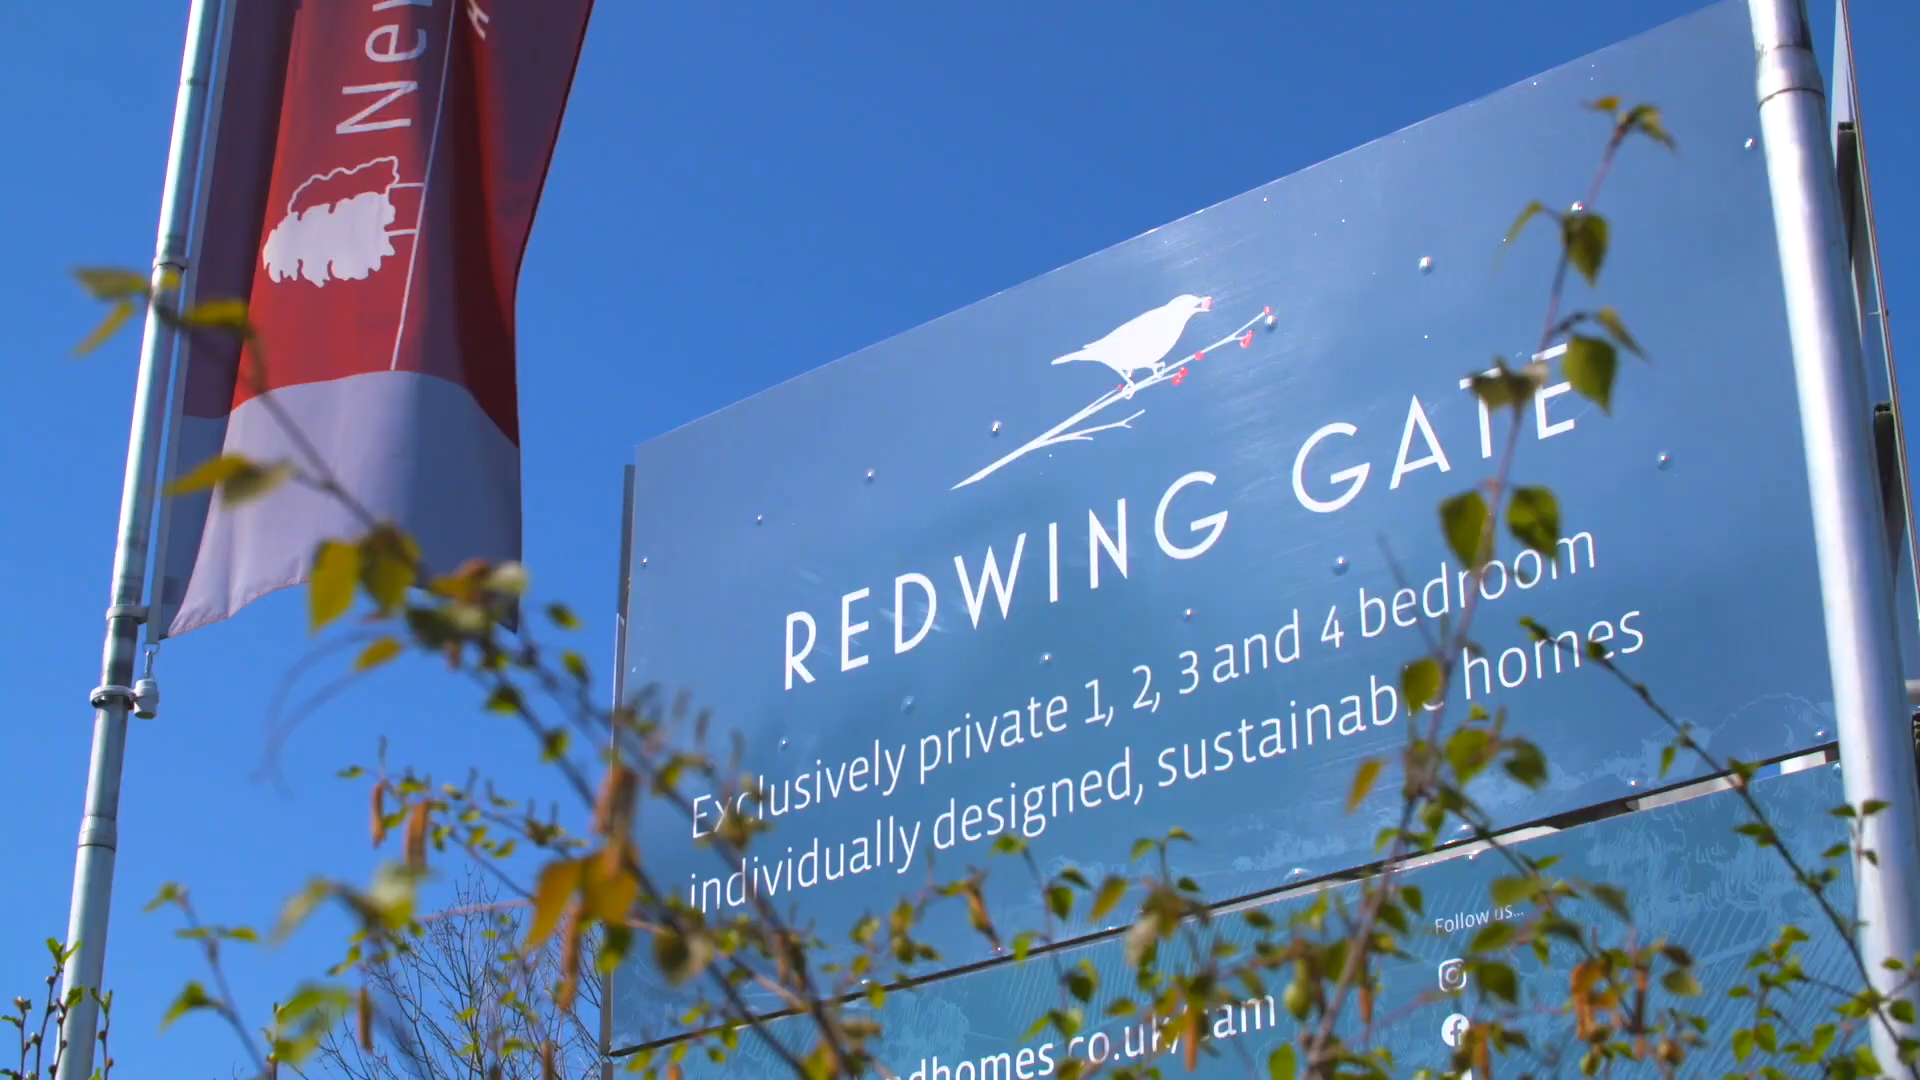 REDWING GATE
Exclusively private 1, 2, 3 and 4 bedroom
individually designed, sustainable homes
Follow us...